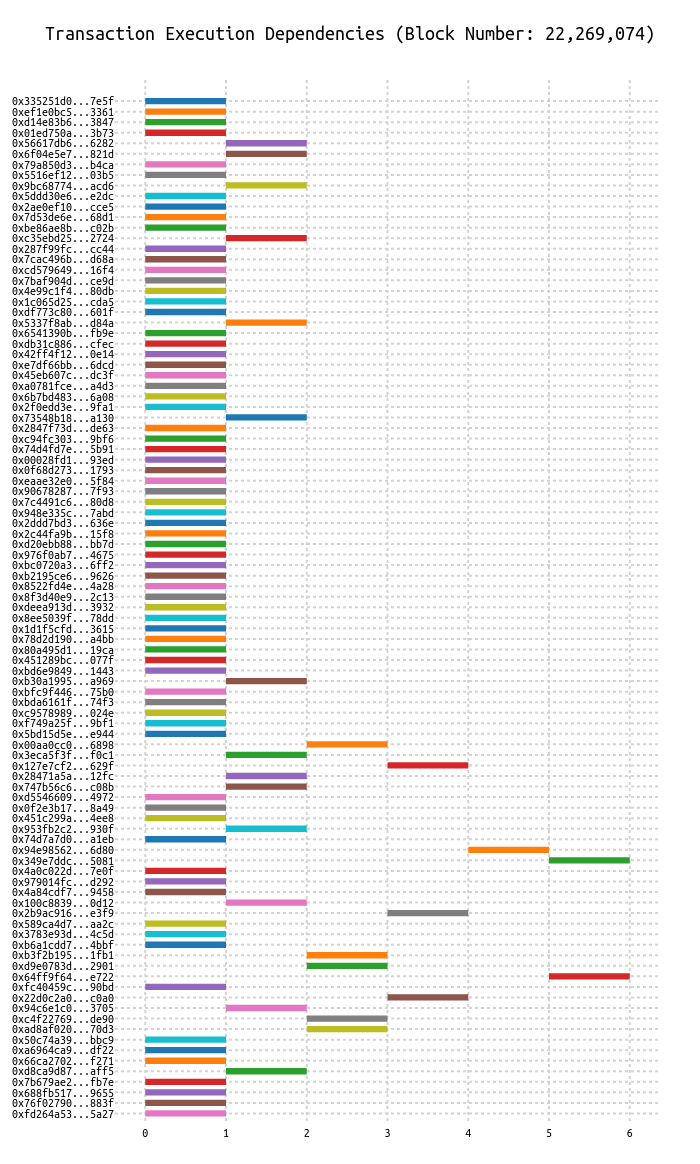 Transaction Execution Dependencies (Block Number: 22,269,074)
0x335251d0...7e5f
0xef1e0bc5...3361
0xd14e83b6...3847
0x01ed750a...3b73
0x56617db6...6282
0x6f04e5e7...821d
0x79a850d3...b4ca
0x5516ef12...03b5
0x9bc68774...acd6
0x5ddd30e6...e2dc
0x2ae0ef10...cce5
0x7d53de6e...68d1
0xbe86ae8b...c02b
0xc35ebd25...2724
0x287f99fc...cc44
0x7cac496b...d68a
0xcd579649...16f4
0x7baf904d...ce9d
0x4e99c1f4...80db
0x1c065d25...cda5
0xdf773c80...601f
0x5337f8ab...d84a
0x6541390b...fb9e
0xdb31c886...cfec
0x42ff4f12...0e14
0xe7df66bb...6dcd
0x45eb607c...dc3f
0xa0781fce...a4d3
0x6b7bd483...6a08
0x2f0edd3e...9fa1
0x73548b18...a130
0x2847f73d...de63
0xc94fc303...9bf6
0x74d4fd7e...5b91
0x00028fd1...93ed
0x0f68d273...1793
0xeaae32e0...5f84
0x90678287...7f93
0x7c4491c6...80d8
0x948e335c...7abd
0x2ddd7bd3...636e
0x2c44fa9b...15f8
0xd20ebb88...bb7d
0x976f0ab7...4675
0xbc0720a3...6ff2
0xb2195ce6...9626
0x8522fd4e...4a28
0x8f3d40e9...2c13
0xdeea913d...3932
0x8ee5039f...78dd
0x1d1f5cfd...3615
0x78d2d190...a4bb
0x80a495d1...19ca
0x451289bc...077f
0xbd6e9849...1443
0xb30a1995...a969
0xbfc9f446...75b0
0xbda6161f...74f3
0xc9578989...024e
0xf749a25f...9bf1
0x5bd15d5e...e944
0x00aa0cc0...6898
0x3eca5f3f...f0c1
0x127e7cf2...629f
0x28471a5a...12fc
0x747b56c6...c08b
0xd5546609...4972
0x0f2e3b17...8a49
0x451c299a...4ee8
0x953fb2c2...930f
0x74d7a7d0...a1eb
0x94e98562...6d80
0x349e7ddc...5081
0x4a0c022d...7e0f
0x979014fc...d292
0x4a84cdf7...9458
0x100c8839...0d12
0x2b9ac916...e3f9
0x589ca4d7...aa2c
0x3783e93d...4c5d
0xb6a1cdd7...4bbf
0xb3f2b195...1fb1
0xd9e0783d...2901
0x64ff9f64...e722
0xfc40459c...90bd
0x22d0c2a0...c0a0
0x94c6e1c0...3705
0xc4f22769...de90
0xad8af020...70d3
0x50c74a39...bbc9
0xa6964ca9...df22
0x66ca2702...f271
0xd8ca9d87...aff5
0x7b679ae2...fb7e
0x688fb517...9655
0x76f02790...883f
0xfd264a53...5a27
0 1 2 3 4 5 6